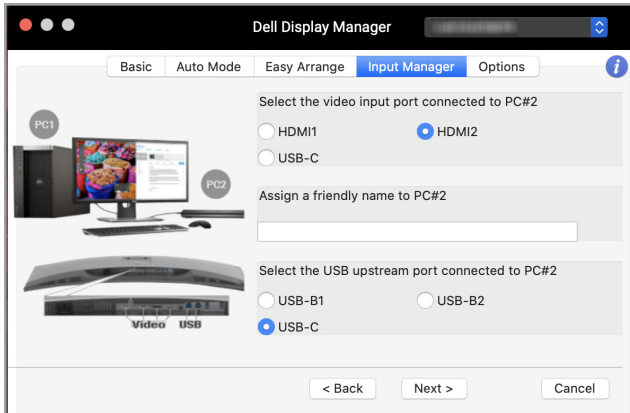 Dell Display Manager
Basic Auto Mode Easy Arrange Input Manager Options i
Select the video input port connected to PC#2
HDMI1 HDMI2
USB-C
PC1
PC2
Assign a friendly name to PC#2
Select the USB upstream port connected to PC#2
USB-B1 USB-B2
USB-C
Video USB
< Back Next > Cancel